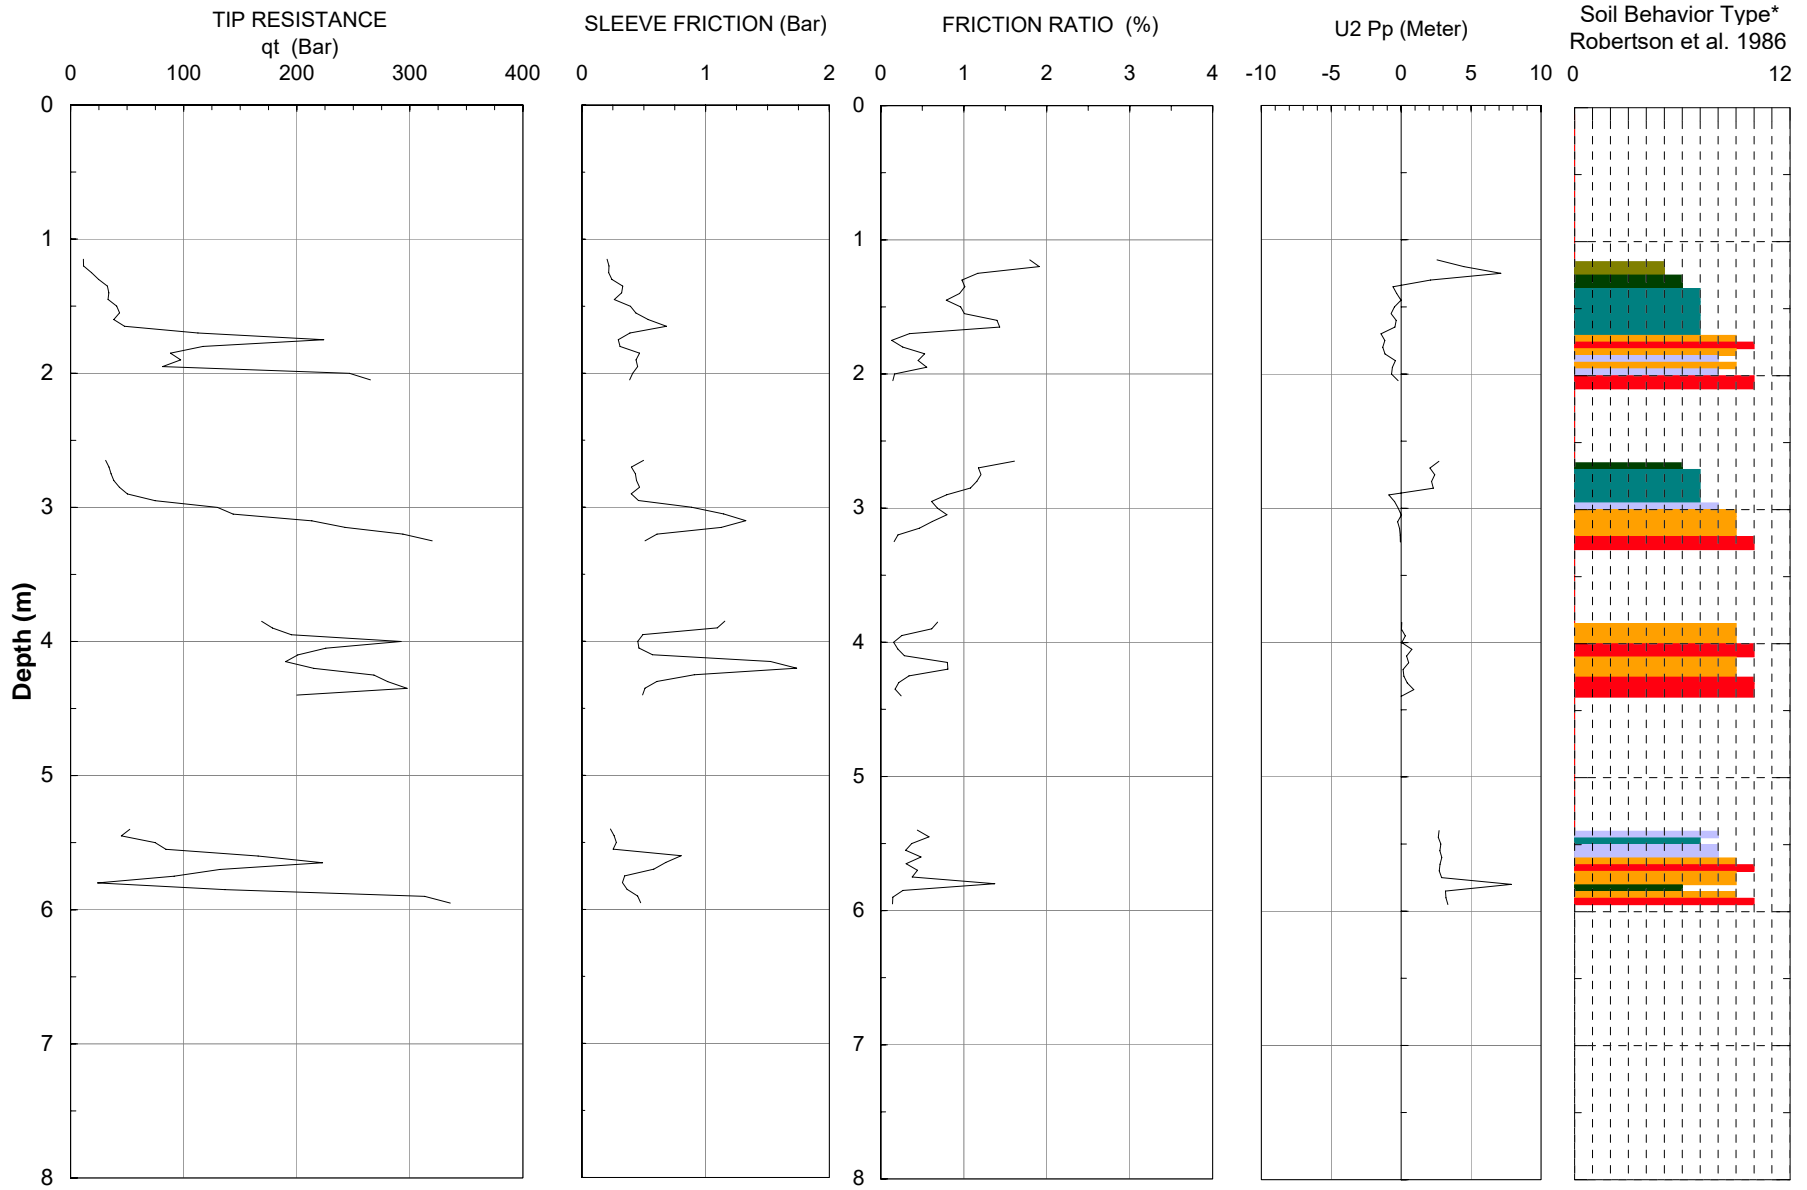 TIP RESISTANCE
qt (Bar)
0 100 200 300 400
SLEEVE FRICTION (Bar)
0 1 2
FRICTION RATIO (%)
0 1 2 3 4
U2 Pp (Meter)
-10 -5 0 5 10
Soil Behavior Type*
Robertson et al. 1986
0 12
Depth (m)
0
1
2
3
4
5
6
7
8
0
1
2
3
4
5
6
7
8